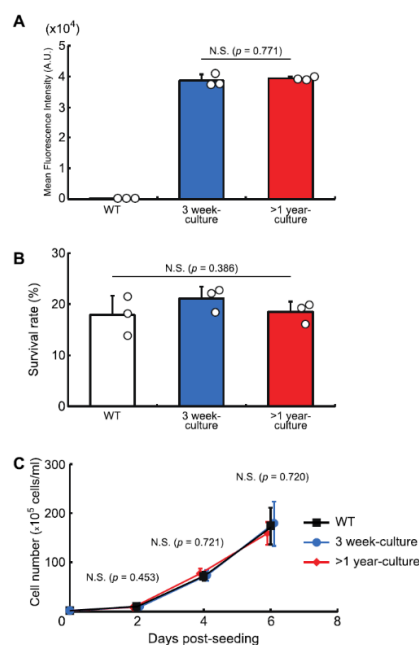 A
(x10⁴)
Mean Fluorescence Intensity (A.U.)
5
4
3
2
1
0
N.S. (p = 0.771)
WT
3 week-
culture
>1 year-
culture
B
Survival rate (%)
30
20
10
0
N.S. (p = 0.386)
WT
3 week-
culture
>1 year-
culture
C
Cell number (x10⁵ cells/ml)
300
200
100
0
2
4
6
8
N.S. (p = 0.453)
N.S. (p = 0.721)
N.S. (p = 0.720)
WT
3 week-culture
>1 year-culture
Days post-seeding